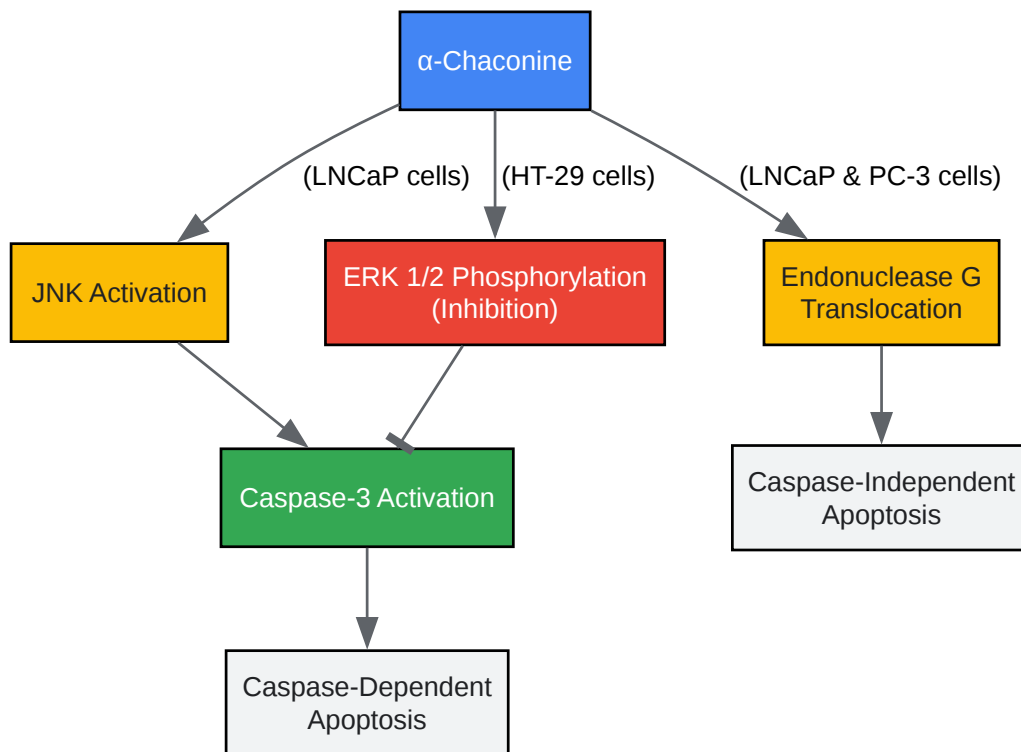 α-Chaconine
(LNCaP cells)
(HT-29 cells)
(LNCaP & PC-3 cells)
JNK Activation
ERK 1/2 Phosphorylation
(Inhibition)
Endonuclease G
Translocation
Caspase-3 Activation
Caspase-Independent
Apoptosis
Caspase-Dependent
Apoptosis